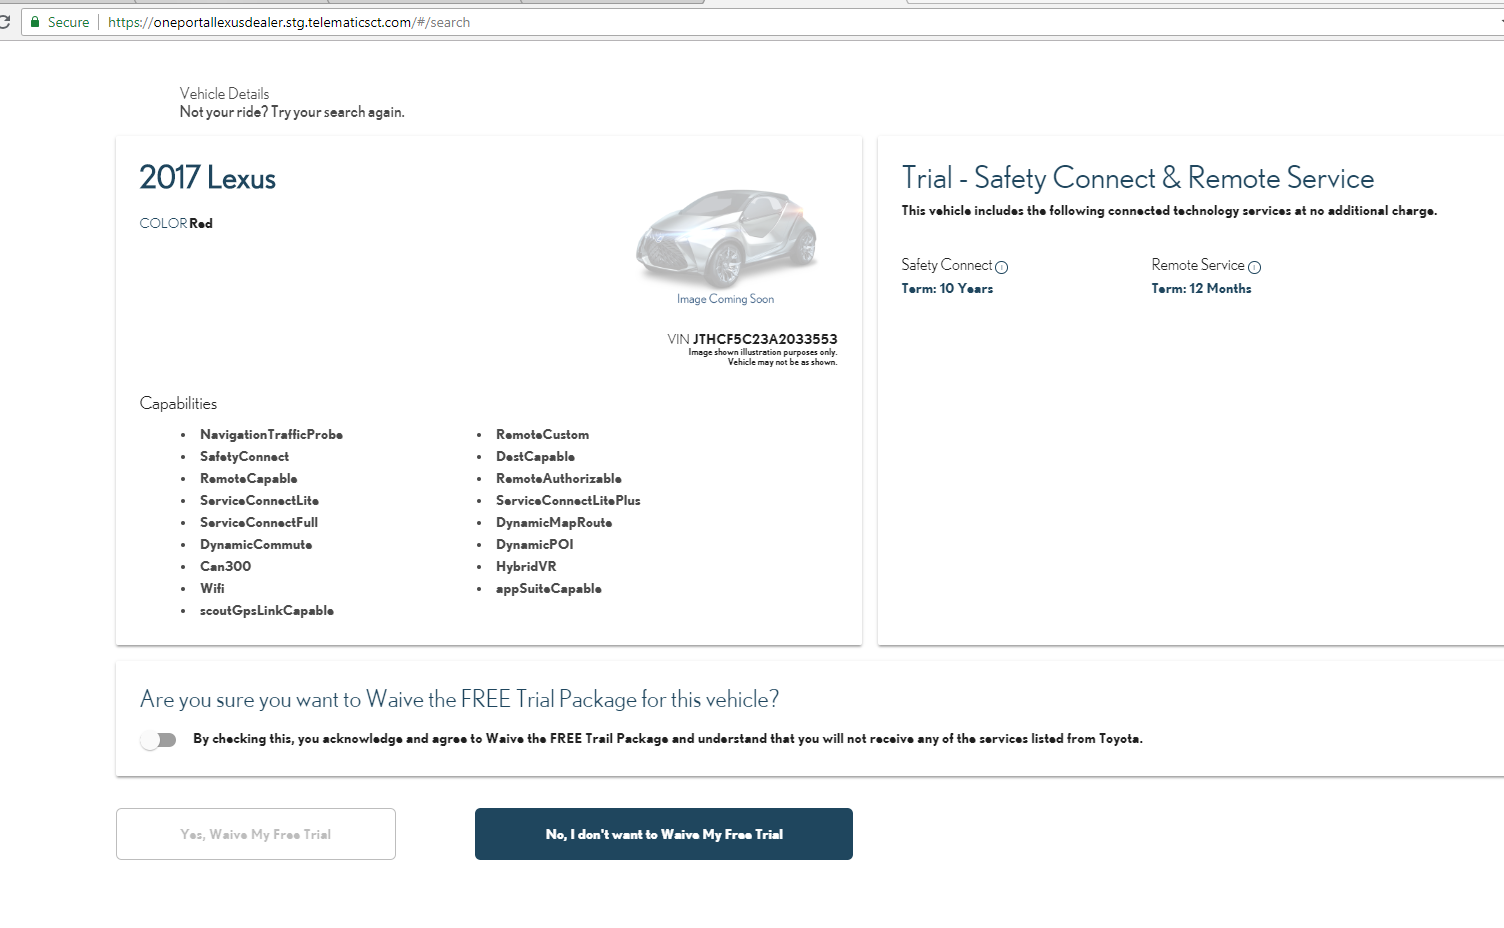 Secure | https://oneportallexusdealer.stg.telematicsct.com/#/search
Vehicle Details
Not your ride? Try your search again.
2017 Lexus
COLOR Red
Image Coming Soon
VIN JTHCF5C23A2033553
Image shown illustration purposes only.
Vehicle may not be as shown.
Capabilities
NavigationTrafficProbe
SafetyConnect
RemoteCapable
ServiceConnectLite
ServiceConnectFull
DynamicCommute
Can300
Wifi
scoutGpsLinkCapable
RemoteCustom
DestCapable
RemoteAuthorizable
ServiceConnectLitePlus
DynamicMapRoute
DynamicPOI
HybridVR
appSuiteCapable
Trial - Safety Connect & Remote Service
This vehicle includes the following connected technology services at no additional charge.
Safety Connect
Term: 10 Years
Remote Service
Term: 12 Months
Are you sure you want to Waive the FREE Trial Package for this vehicle?
By checking this, you acknowledge and agree to Waive the FREE Trail Package and understand that you will not receive any of the services listed from Toyota.
Yes, Waive My Free Trial
No, I don't want to Waive My Free Trial